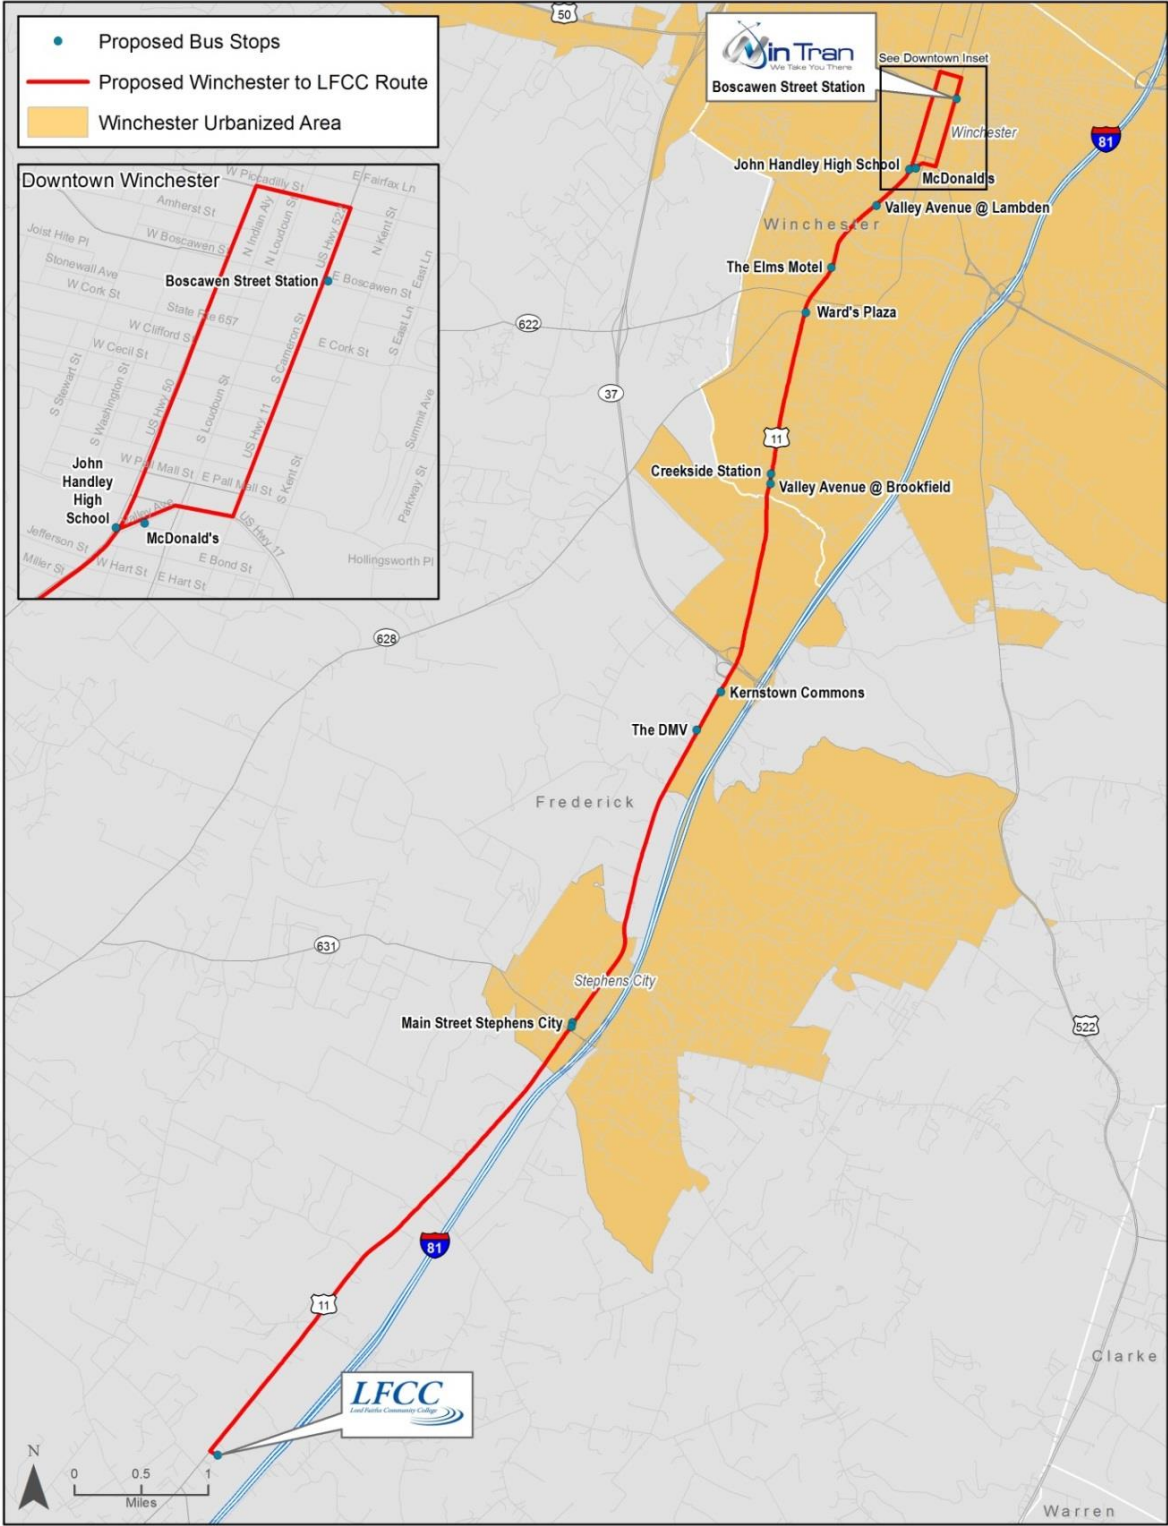 Proposed Bus Stops
Proposed Winchester to LFCC Route
Winchester Urbanized Area
50
WinTran
We Take You There
Boscawen Street Station
See Downtown Inset
Winchester
81
John Handley High School
McDonald's
Valley Avenue @ Lambden
Winchester
The Elms Motel
Ward's Plaza
622
37
11
Creekside Station
Valley Avenue @ Brookfield
Downtown Winchester
W Piccadilly St
E Fairfax Ln
Amherst St
N Indian Aly
N Loudoun St
US Hwy 522
N Kent St
Joist Hite Pl
W Boscawen St
East Ln
Stonewall Ave
Boscawen Street Station
E Boscawen St
W Cork St
State Rte 657
W Clifford St
S Cameron St
S East Ln
W Cecil St
E Cork St
S Stewart St
S Washington St
US Hwy 50
S Loudoun St
US Hwy 11
Summit Ave
John
Handley
High
School
W Pall Mall St
E Pall Mall St
S Kent St
Parkway St
Valley Ave
McDonald's
US Hwy 17
Jefferson St
Miller St
W Hart St
E Hart St
E Bond St
Hollingsworth Pl
628
Kernstown Commons
The DMV
Frederick
631
Stephens City
Main Street Stephens City
522
81
11
Clarke
LFCC
Lord Fairfax Community College
N
0 0.5 1
Miles
Warren